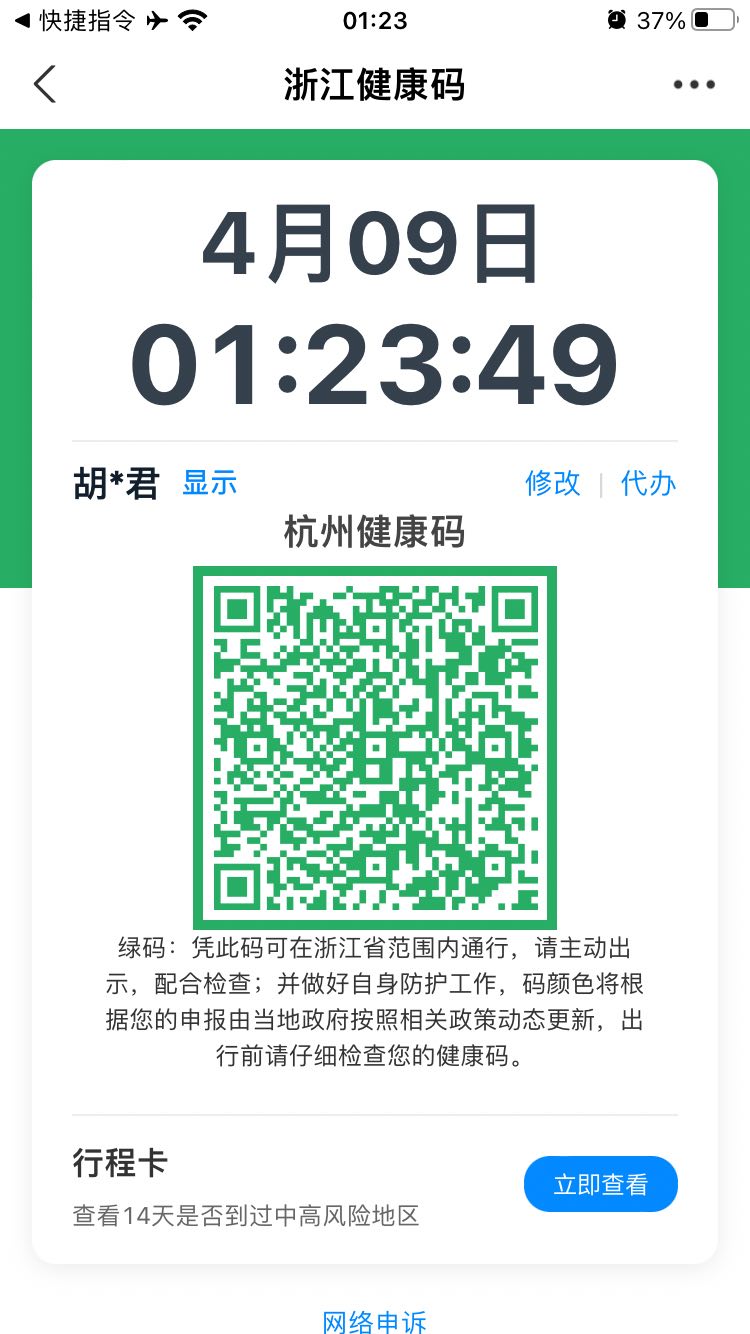 快捷指令 01:23 37%
浙江健康码
4月09日
01:23:49
胡*君 显示 修改 | 代办
杭州健康码
绿码：凭此码可在浙江省范围内通行，请主动出
示，配合检查；并做好自身防护工作，码颜色将根
据您的申报由当地政府按照相关政策动态更新，出
行前请仔细检查您的健康码。
行程卡
立即查看
查看14天是否到过中高风险地区
网络申诉